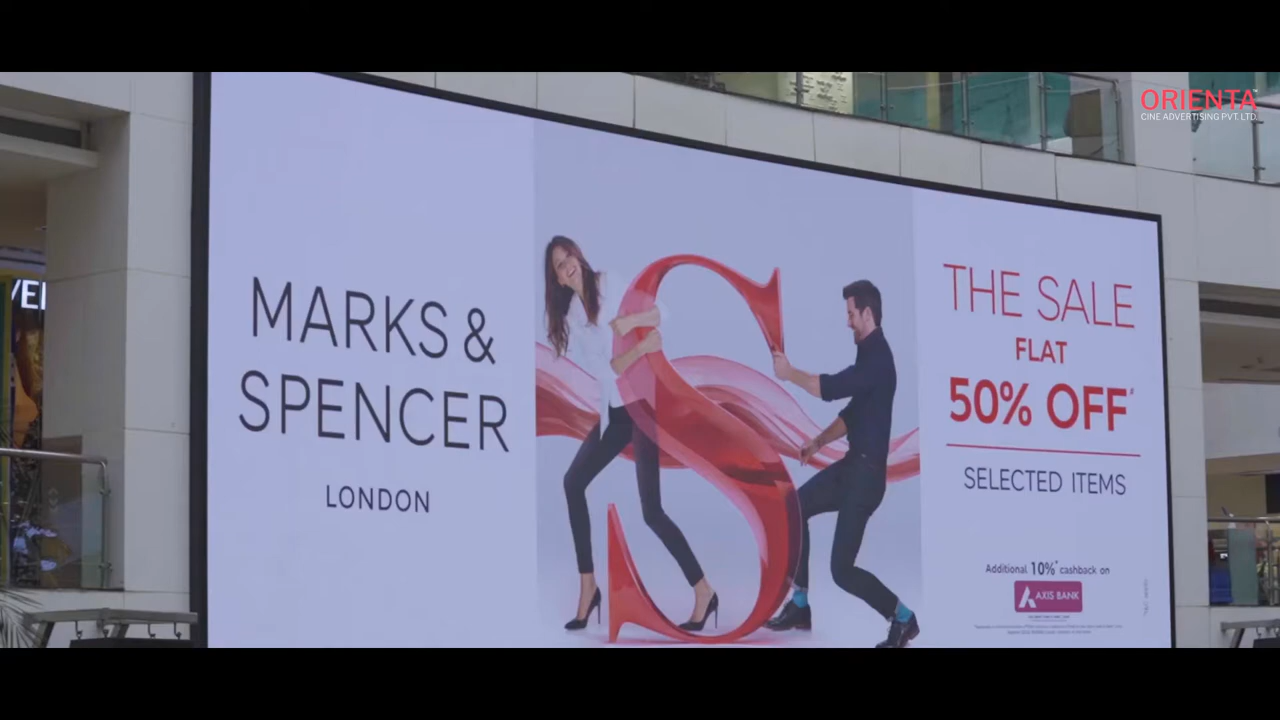 ORIENTA
CINE ADVERTISING PVT. LTD.
MARKS &
SPENCER
LONDON
S
THE SALE
FLAT
50% OFF
SELECTED ITEMS
Additional 10%* cashback on
AXIS BANK